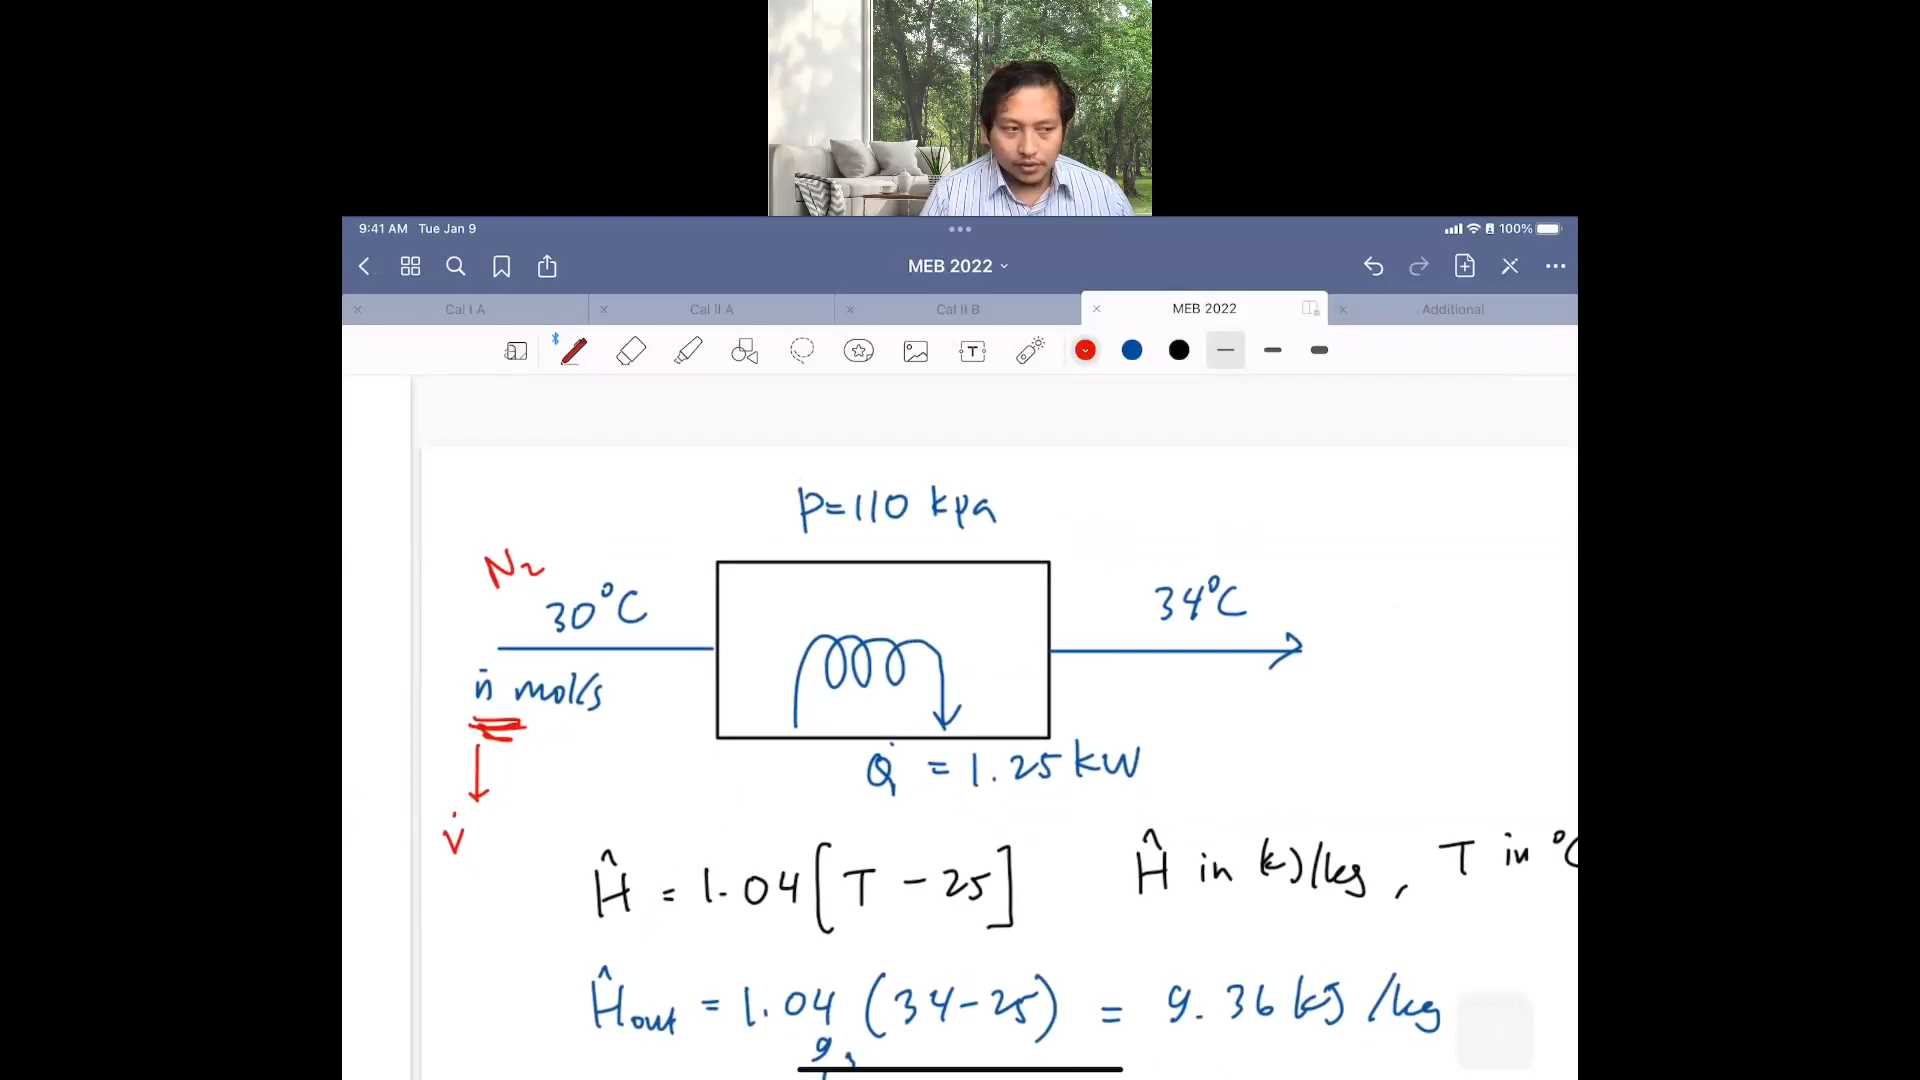 9:41 AM Tue Jan 9
100%
MEB 2022
Cal I A
Cal II A
Cal II B
MEB 2022
Additional
T
p=110 kpa
N2
30°C
34°C
ṅ mol/s
Q̇ = 1.25 kW
V̇
Ĥ = 1.04[T - 25] Ĥ in kJ/kg, T in °C
Ĥout = 1.04 (34-25) = 9.36 kJ/kg